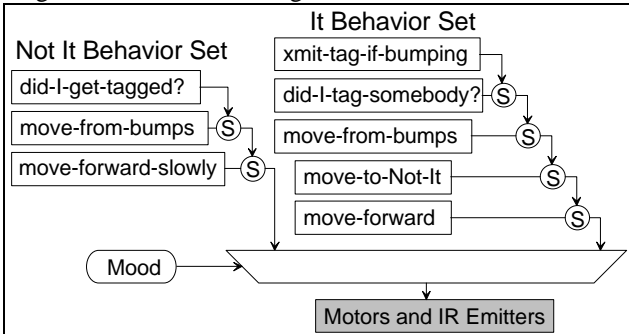 It Behavior Set
Not It Behavior Set
xmit-tag-if-bumping
did-I-get-tagged?
did-I-tag-somebody?
S
move-from-bumps
S
move-from-bumps
S
move-forward-slowly
S
move-to-Not-It
S
move-forward
S
Mood
Motors and IR Emitters